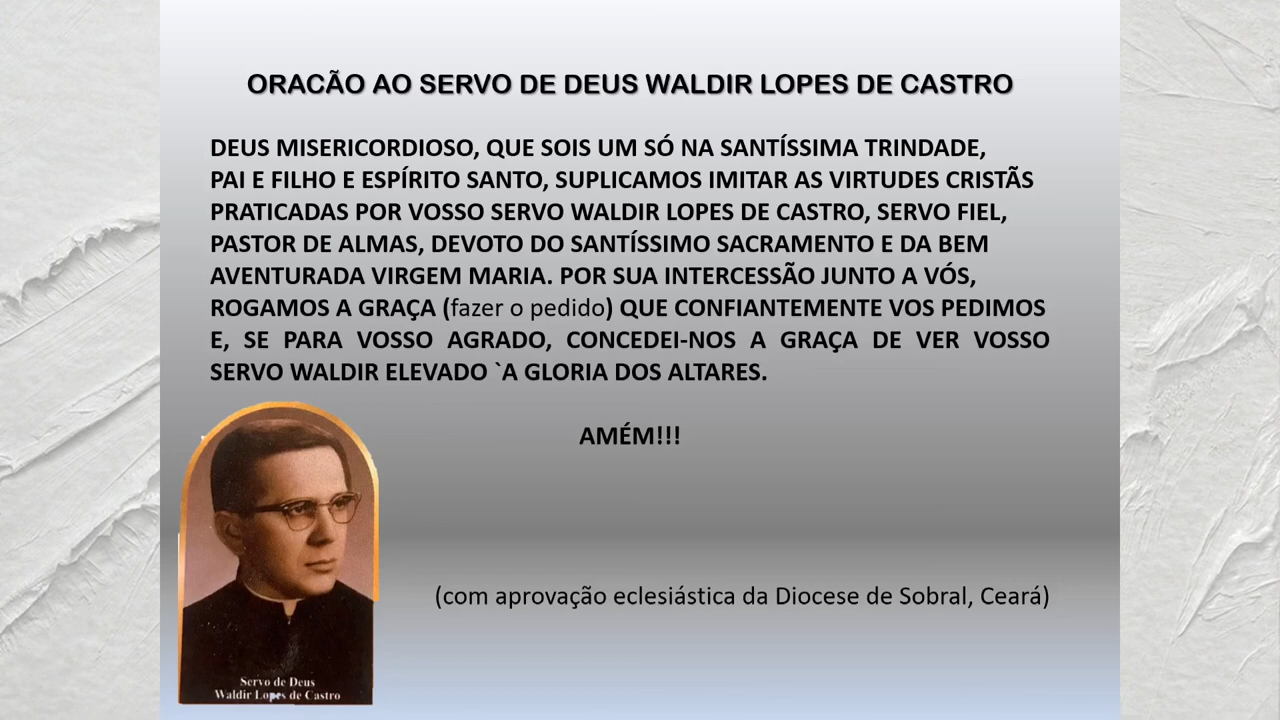 ORACÃO AO SERVO DE DEUS WALDIR LOPES DE CASTRO
DEUS MISERICORDIOSO, QUE SOIS UM SÓ NA SANTÍSSIMA TRINDADE,
PAI E FILHO E ESPÍRITO SANTO, SUPLICAMOS IMITAR AS VIRTUDES CRISTÃS
PRATICADAS POR VOSSO SERVO WALDIR LOPES DE CASTRO, SERVO FIEL,
PASTOR DE ALMAS, DEVOTO DO SANTÍSSIMO SACRAMENTO E DA BEM
AVENTURADA VIRGEM MARIA. POR SUA INTERCESSÃO JUNTO A VÓS,
ROGAMOS A GRAÇA (fazer o pedido) QUE CONFIANTEMENTE VOS PEDIMOS
E, SE PARA VOSSO AGRADO, CONCEDEI-NOS A GRAÇA DE VER VOSSO
SERVO WALDIR ELEVADO `A GLORIA DOS ALTARES.
AMÉM!!!
(com aprovação eclesiástica da Diocese de Sobral, Ceará)
Servo de Deus
Waldir Lopes de Castro